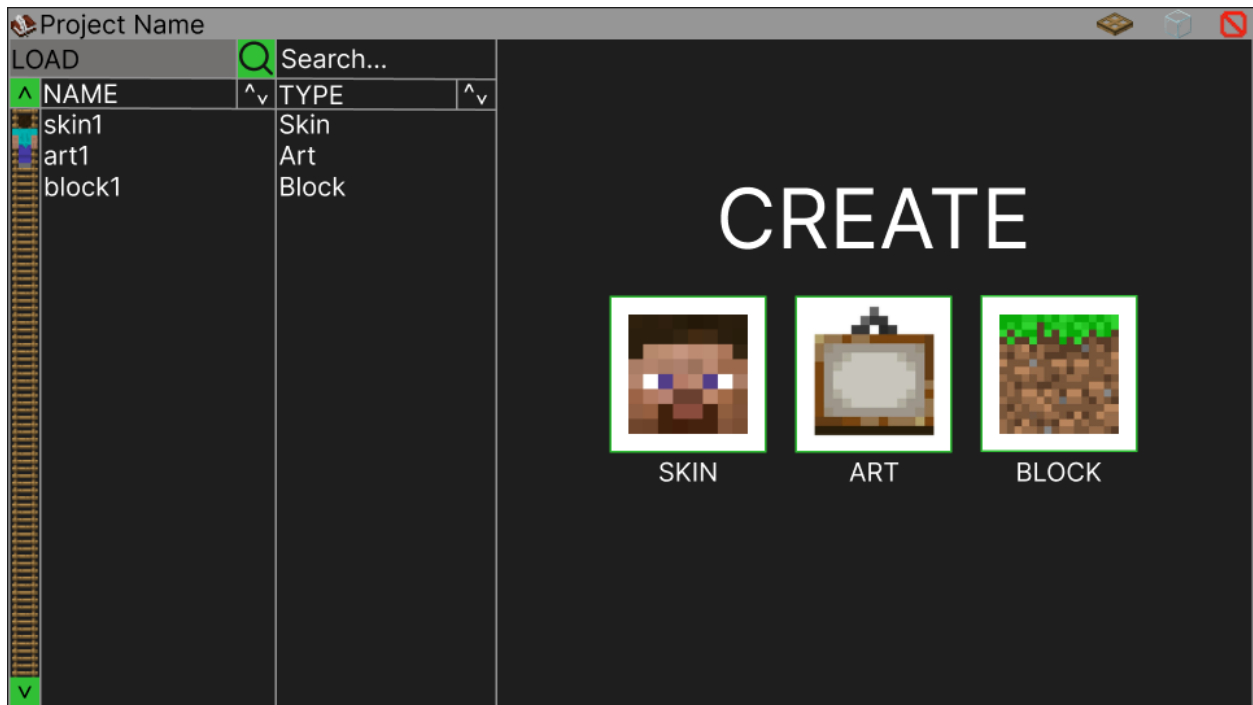 Project Name
LOAD Search...
^ NAME ^v TYPE ^v
skin1 Skin
art1 Art
block1 Block
CREATE
SKIN ART BLOCK
v